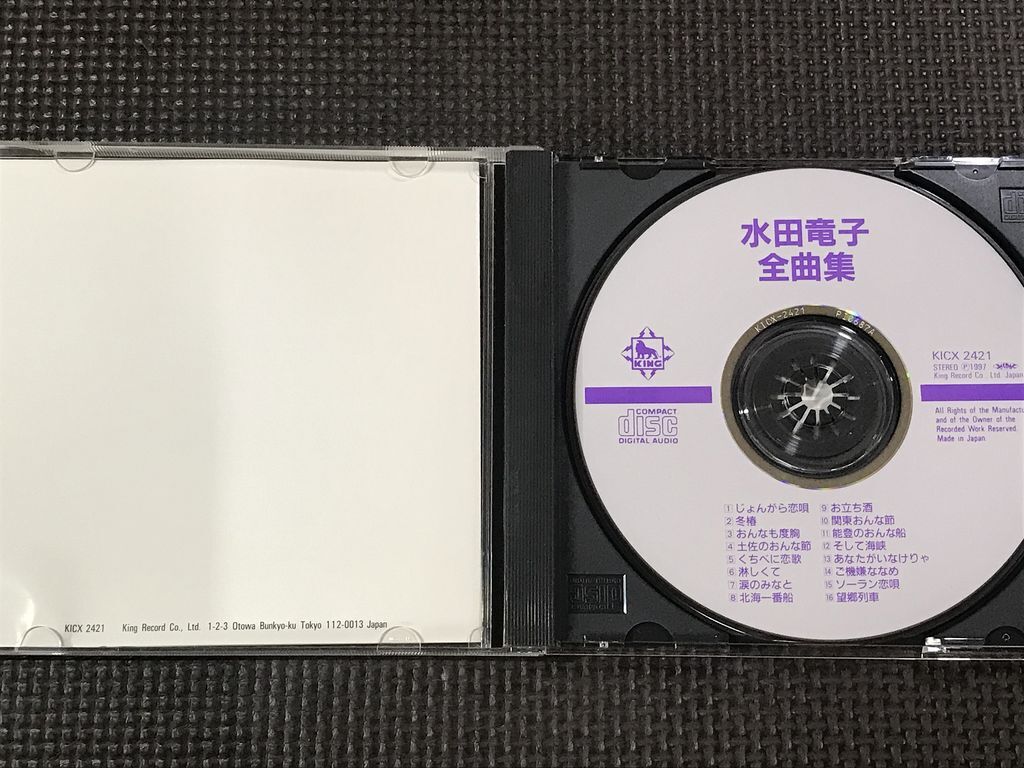 水田竜子
全曲集
KICX-2421
KING
COMPACT
disc
DIGITAL AUDIO
KICX 2421
STEREO Ⓟ1997
King Record Co., Ltd. Japan
All Rights of the Manufactu
and of the Owner of the
Recorded Work Reserved.
Made in Japan
1 じょんがら恋唄
2 冬椿
3 おんなも度胸
4 土佐のおんな節
5 くちべに恋歌
6 淋しくて
7 涙のみなと
8 北海一番船
9 お立ち酒
10 関東おんな節
11 能登のおんな船
12 そして海峡
13 あなたがいなけりゃ
14 ご機嫌ななめ
15 ソーラン恋唄
16 望郷列車
KICX 2421 King Record Co., Ltd. 1-2-3 Otowa Bunkyo-ku Tokyo 112-0013 Japan